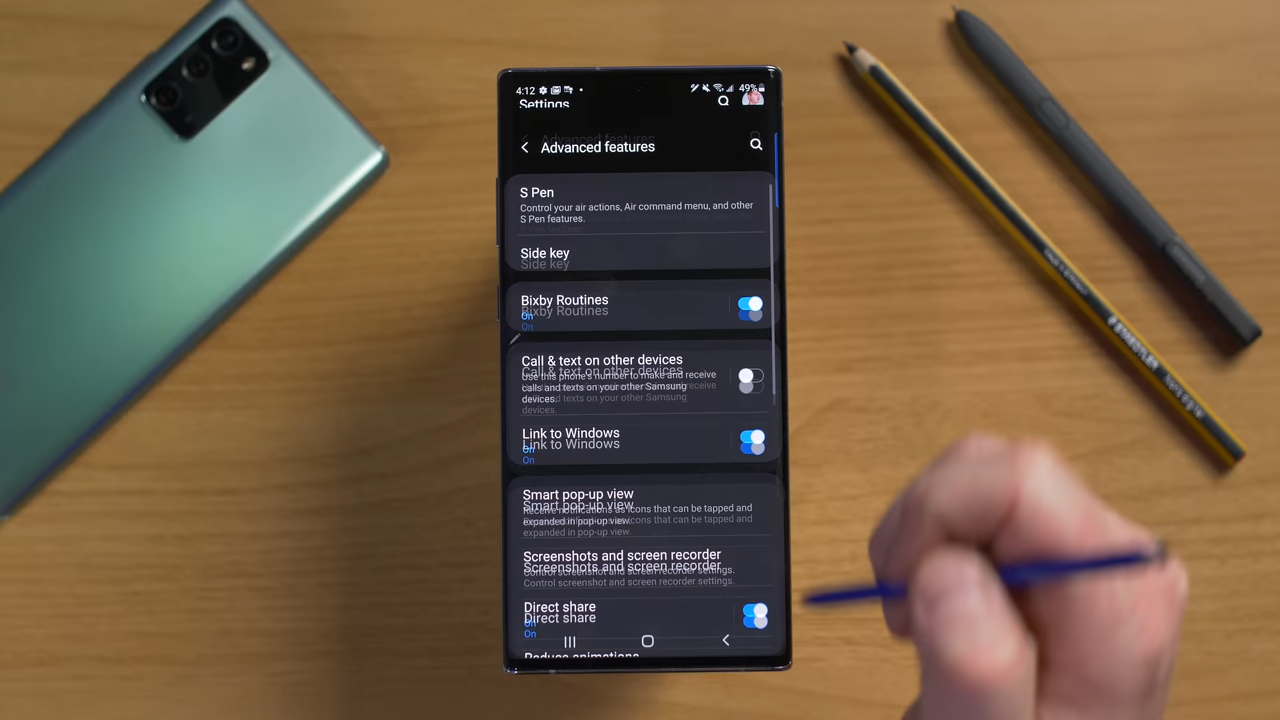 4:12
49%
Settings
Advanced features
S Pen
Control your air actions, Air command menu, and other
S Pen features.
Side key
Bixby Routines
On
Call & text on other devices
Use this phone's number to make and receive
calls and texts on your other Samsung
devices.
Link to Windows
On
Smart pop-up view
Receive notifications as icons that can be tapped and
expanded in pop-up view.
Screenshots and screen recorder
Control screenshot and screen recorder settings.
Direct share
On
Reduce animations
STAEDTLER